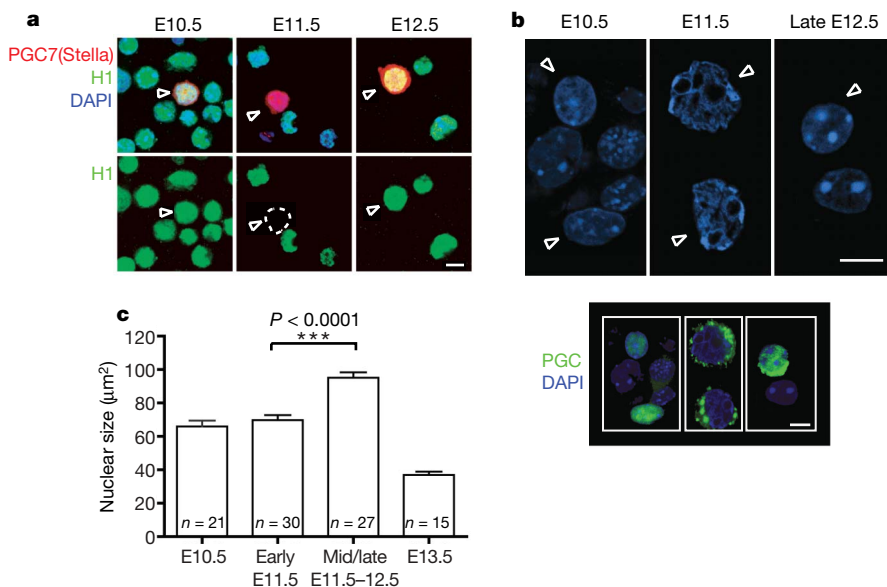 a
E10.5 E11.5 E12.5
PGC7(Stella)
H1
DAPI
H1
b
E10.5 E11.5 Late E12.5
PGC
DAPI
c
P < 0.0001
***
Nuclear size (μm²)
120
100
80
60
40
20
0
n = 21 n = 30 n = 27 n = 15
E10.5 Early Mid/late E13.5
E11.5 E11.5–12.5